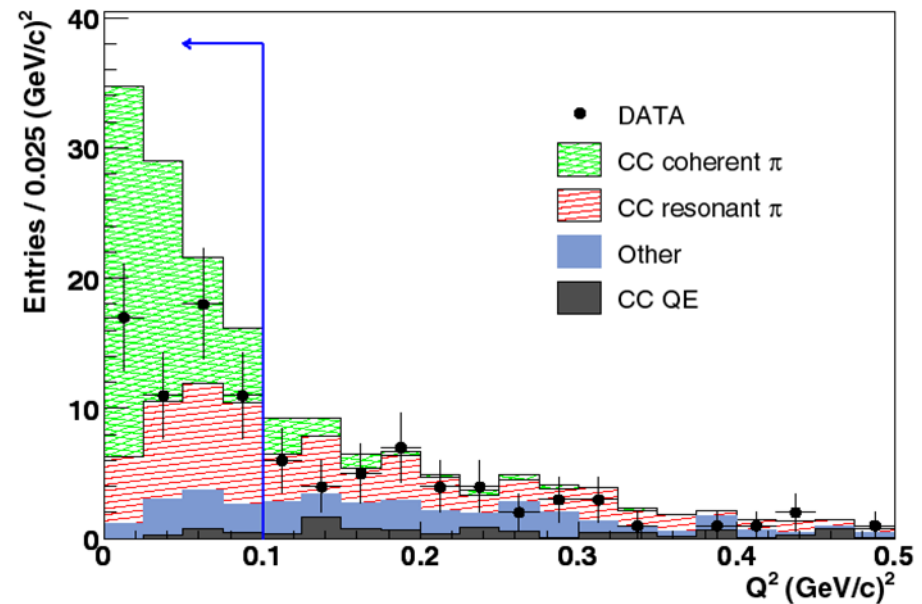 Entries / 0.025 (GeV/c)²
40
30
20
10
0
DATA
CC coherent π
CC resonant π
Other
CC QE
0 0.1 0.2 0.3 0.4 0.5
Q² (GeV/c)²